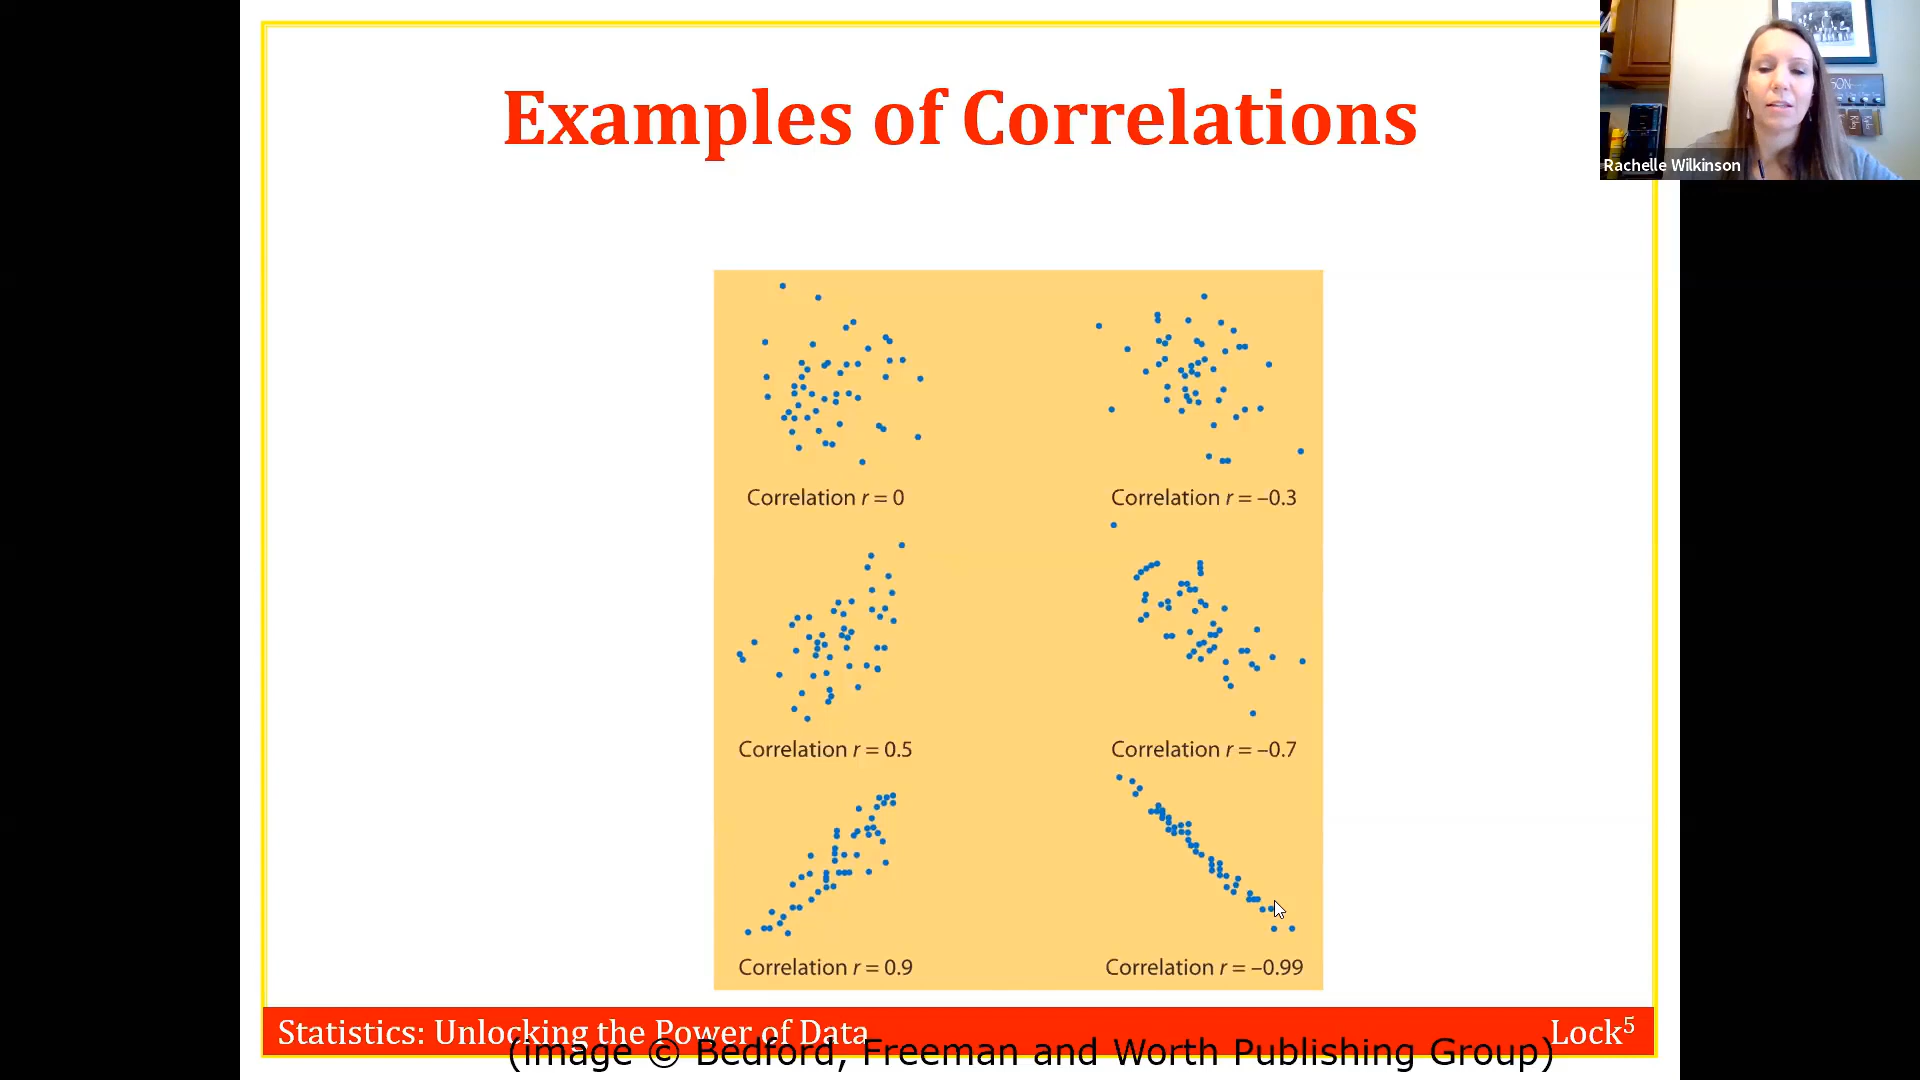 Examples of Correlations
SON
Rachelle Wilkinson
Correlation r = 0
Correlation r = –0.3
Correlation r = 0.5
Correlation r = –0.7
Correlation r = 0.9
Correlation r = –0.99
Statistics: Unlocking the Power of Data
Lock⁵
(image © Bedford, Freeman and Worth Publishing Group)